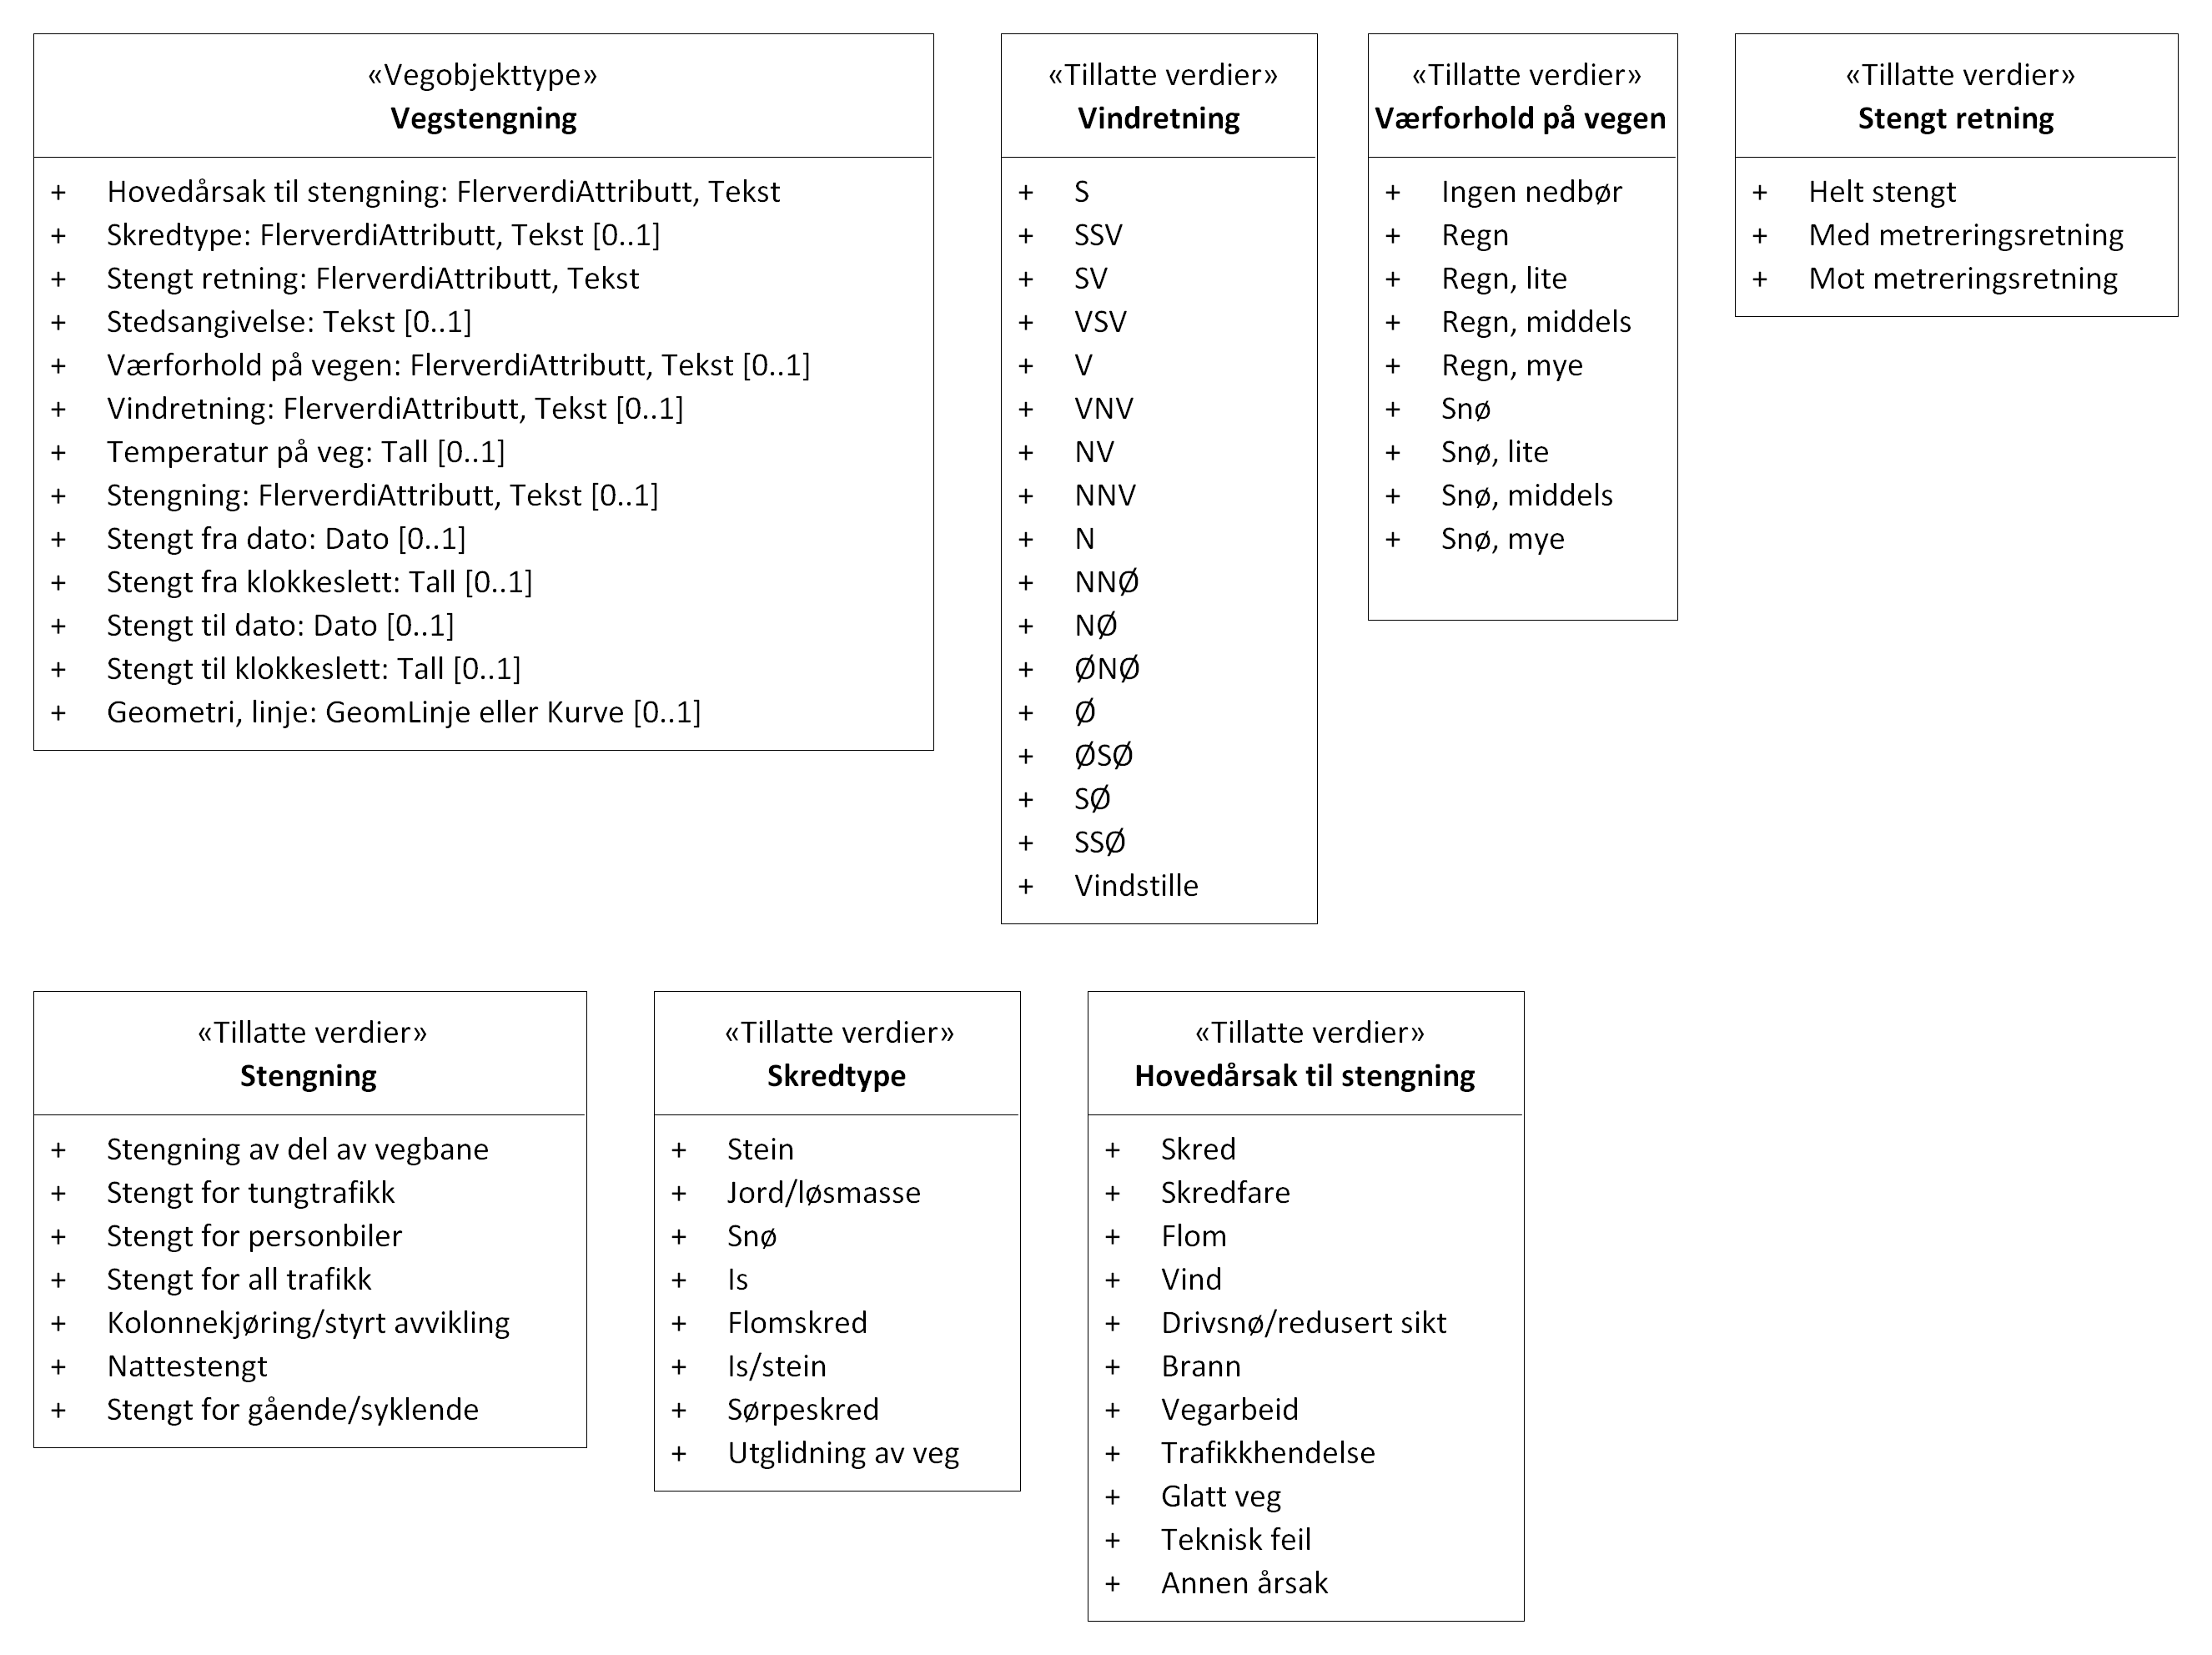 «Vegobjekttype»
Vegstengning
+ Hovedårsak til stengning: FlerverdiAttributt, Tekst
+ Skredtype: FlerverdiAttributt, Tekst [0..1]
+ Stengt retning: FlerverdiAttributt, Tekst
+ Stedsangivelse: Tekst [0..1]
+ Værforhold på vegen: FlerverdiAttributt, Tekst [0..1]
+ Vindretning: FlerverdiAttributt, Tekst [0..1]
+ Temperatur på veg: Tall [0..1]
+ Stengning: FlerverdiAttributt, Tekst [0..1]
+ Stengt fra dato: Dato [0..1]
+ Stengt fra klokkeslett: Tall [0..1]
+ Stengt til dato: Dato [0..1]
+ Stengt til klokkeslett: Tall [0..1]
+ Geometri, linje: GeomLinje eller Kurve [0..1]
«Tillatte verdier»
Vindretning
+ S
+ SSV
+ SV
+ VSV
+ V
+ VNV
+ NV
+ NNV
+ N
+ NNØ
+ NØ
+ ØNØ
+ Ø
+ ØSØ
+ SØ
+ SSØ
+ Vindstille
«Tillatte verdier»
Værforhold på vegen
+ Ingen nedbør
+ Regn
+ Regn, lite
+ Regn, middels
+ Regn, mye
+ Snø
+ Snø, lite
+ Snø, middels
+ Snø, mye
«Tillatte verdier»
Stengt retning
+ Helt stengt
+ Med metreringsretning
+ Mot metreringsretning
«Tillatte verdier»
Stengning
+ Stengning av del av vegbane
+ Stengt for tungtrafikk
+ Stengt for personbiler
+ Stengt for all trafikk
+ Kolonnekjøring/styrt avvikling
+ Nattestengt
+ Stengt for gående/syklende
«Tillatte verdier»
Skredtype
+ Stein
+ Jord/løsmasse
+ Snø
+ Is
+ Flomskred
+ Is/stein
+ Sørpeskred
+ Utglidning av veg
«Tillatte verdier»
Hovedårsak til stengning
+ Skred
+ Skredfare
+ Flom
+ Vind
+ Drivsnø/redusert sikt
+ Brann
+ Vegarbeid
+ Trafikkhendelse
+ Glatt veg
+ Teknisk feil
+ Annen årsak